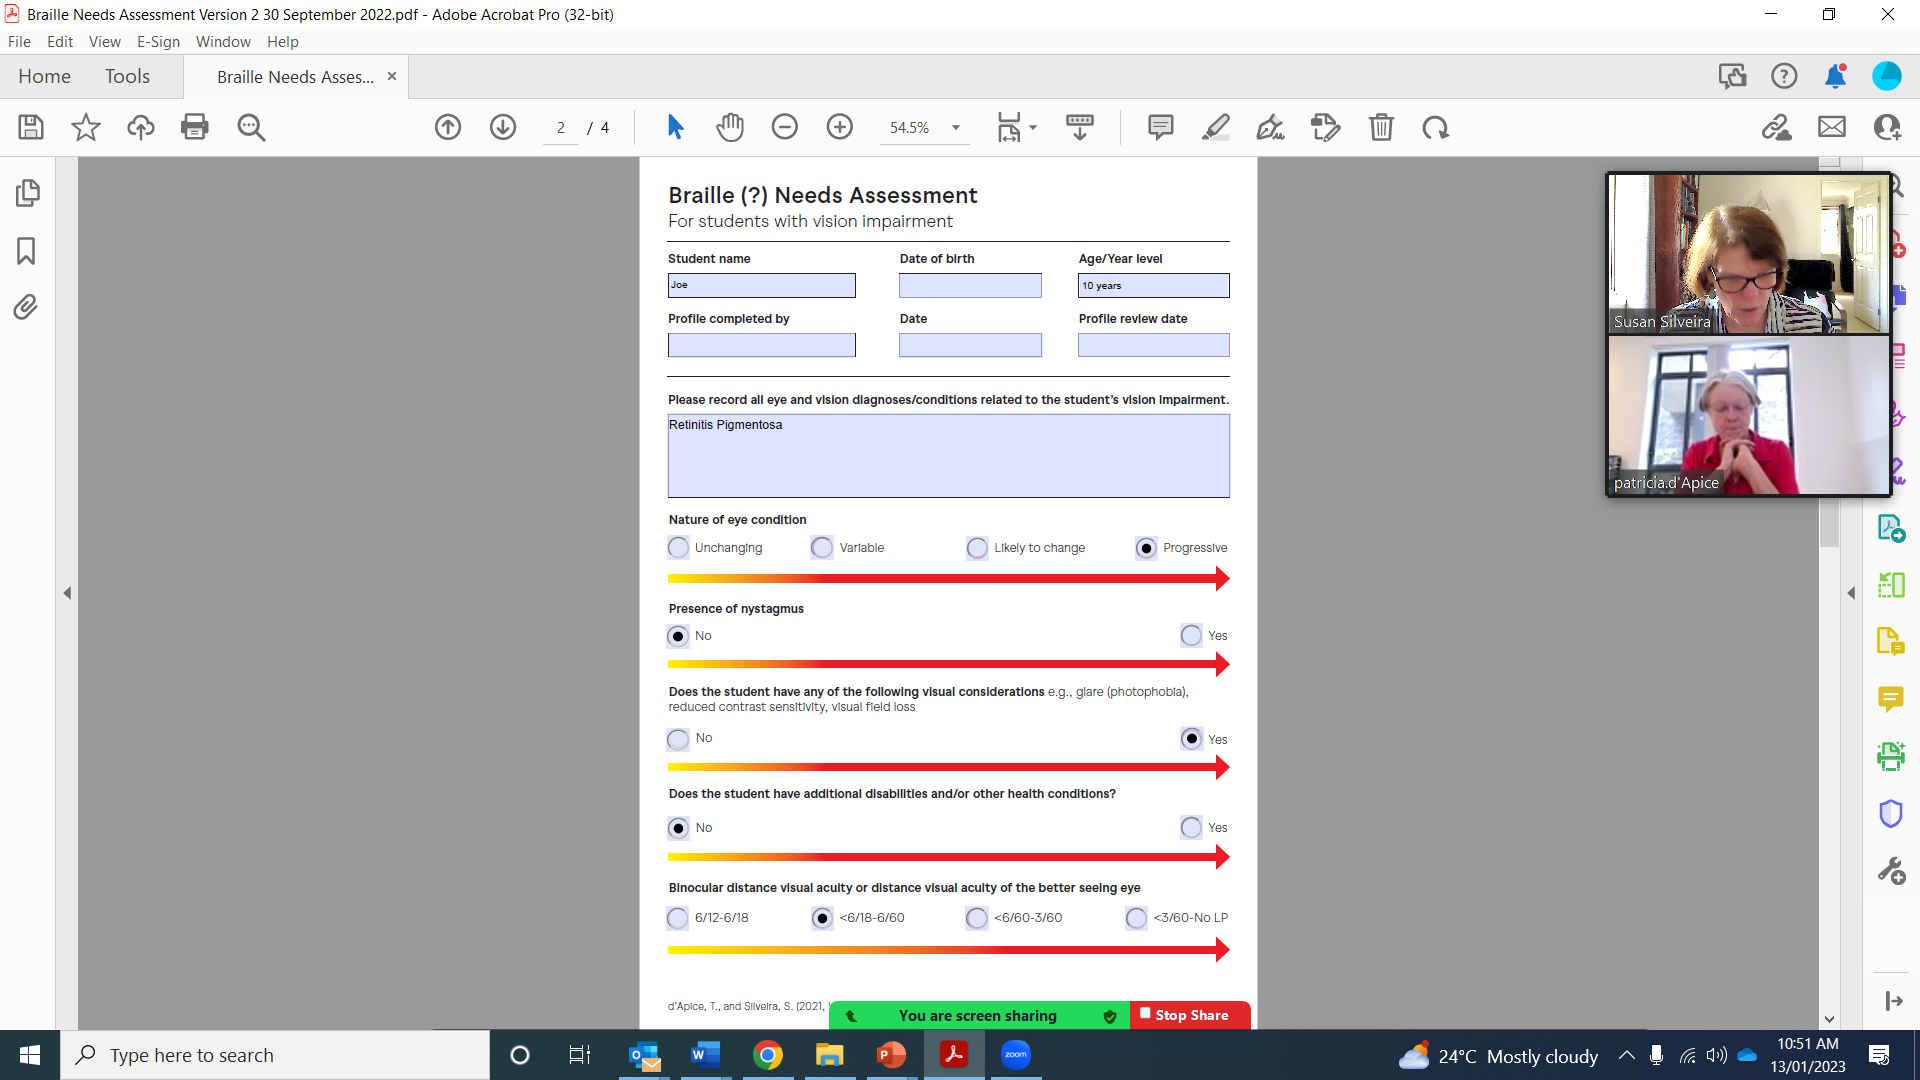 Braille Needs Assessment Version 2 30 September 2022.pdf - Adobe Acrobat Pro (32-bit)
File Edit View E-Sign Window Help
Home Tools Braille Needs Asses... ×
2 / 4 54.5%
Braille (?) Needs Assessment
For students with vision impairment
Student name Date of birth Age/Year level
Joe 10 years
Profile completed by Date Profile review date
Please record all eye and vision diagnoses/conditions related to the student's vision impairment.
Retinitis Pigmentosa
Nature of eye condition
Unchanging Variable Likely to change Progressive
Presence of nystagmus
No Yes
Does the student have any of the following visual considerations e.g., glare (photophobia),
reduced contrast sensitivity, visual field loss
No Yes
Does the student have additional disabilities and/or other health conditions?
No Yes
Binocular distance visual acuity or distance visual acuity of the better seeing eye
6/12-6/18 <6/18-6/60 <6/60-3/60 <3/60-No LP
d'Apice, T., and Silveira, S. (2021,
Susan Silveira
patricia.d'Apice
You are screen sharing Stop Share
Type here to search
zoom
24°C Mostly cloudy
10:51 AM
13/01/2023